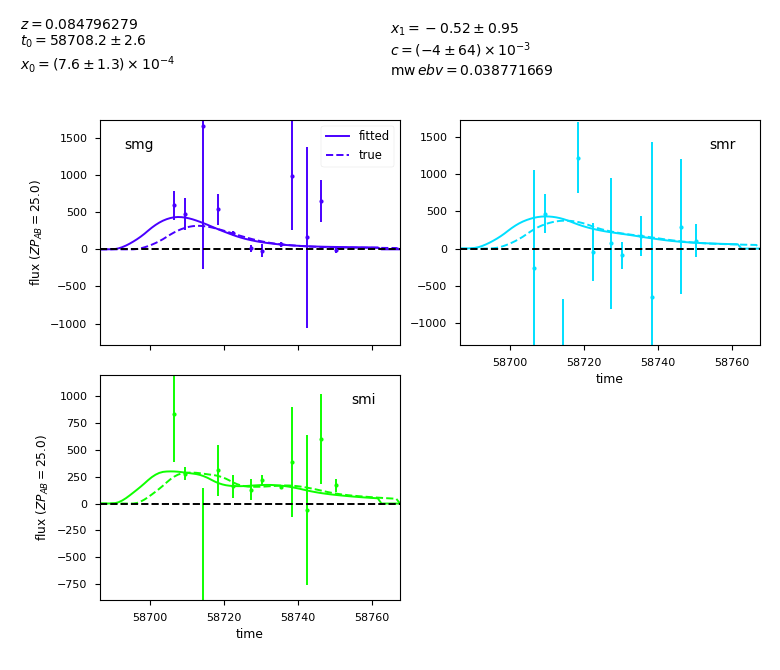 z = 0.084796279
t₀ = 58708.2 ± 2.6
x₀ = (7.6 ± 1.3) × 10⁻⁴
x₁ = −0.52 ± 0.95
c = (−4 ± 64) × 10⁻³
mw ebv = 0.038771669
smg
fitted
true
1500
1000
500
0
−500
−1000
flux (ZP_AB = 25.0)
smr
1500
1000
500
0
−500
−1000
58700 58720 58740 58760
time
smi
1000
750
500
250
0
−250
−500
−750
flux (ZP_AB = 25.0)
58700 58720 58740 58760
time